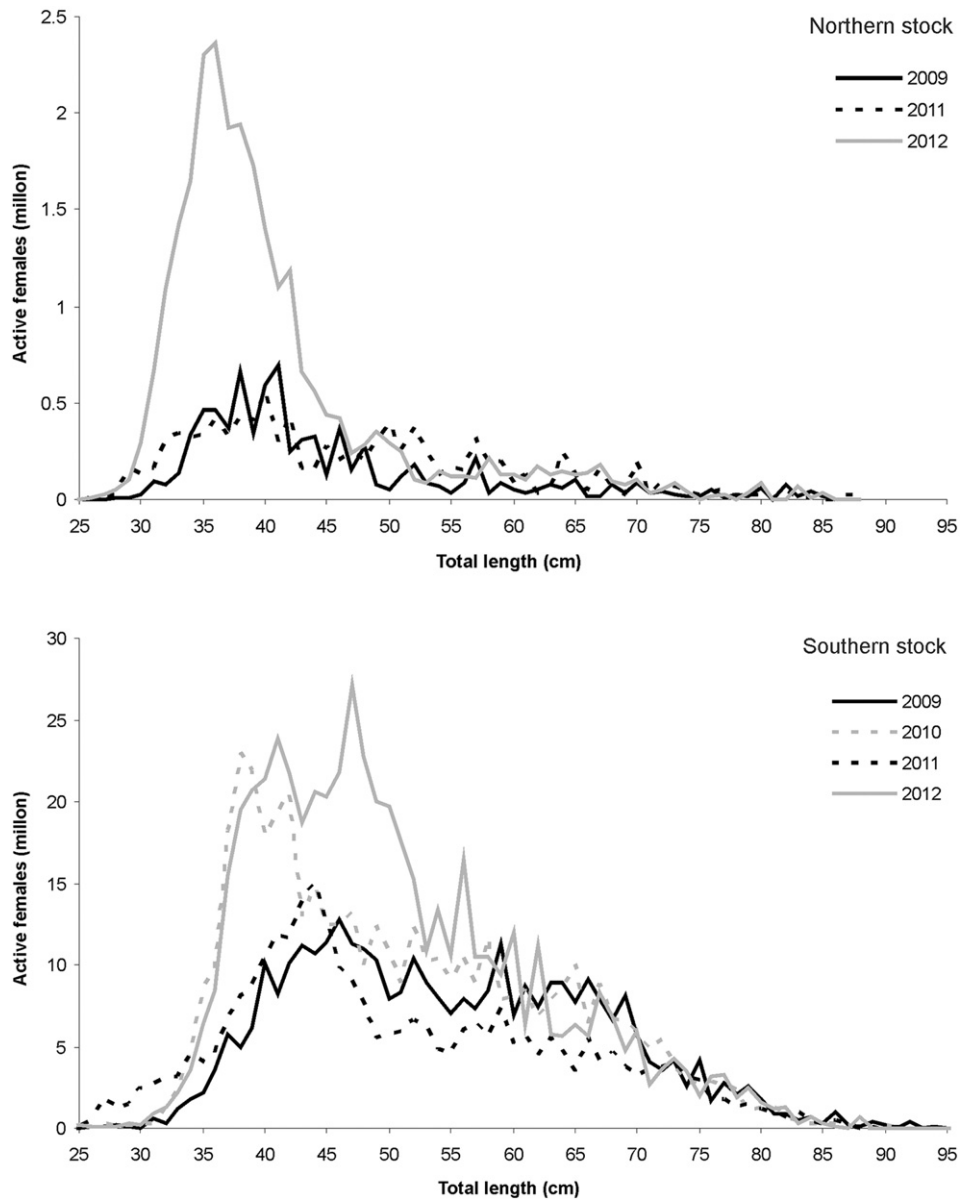 Northern stock
2009
2011
2012
Active females (millon)
2.5
2
1.5
1
0.5
0
25 30 35 40 45 50 55 60 65 70 75 80 85 90 95
Total length (cm)
Southern stock
2009
2010
2011
2012
Active females (millon)
30
25
20
15
10
5
0
25 30 35 40 45 50 55 60 65 70 75 80 85 90 95
Total length (cm)